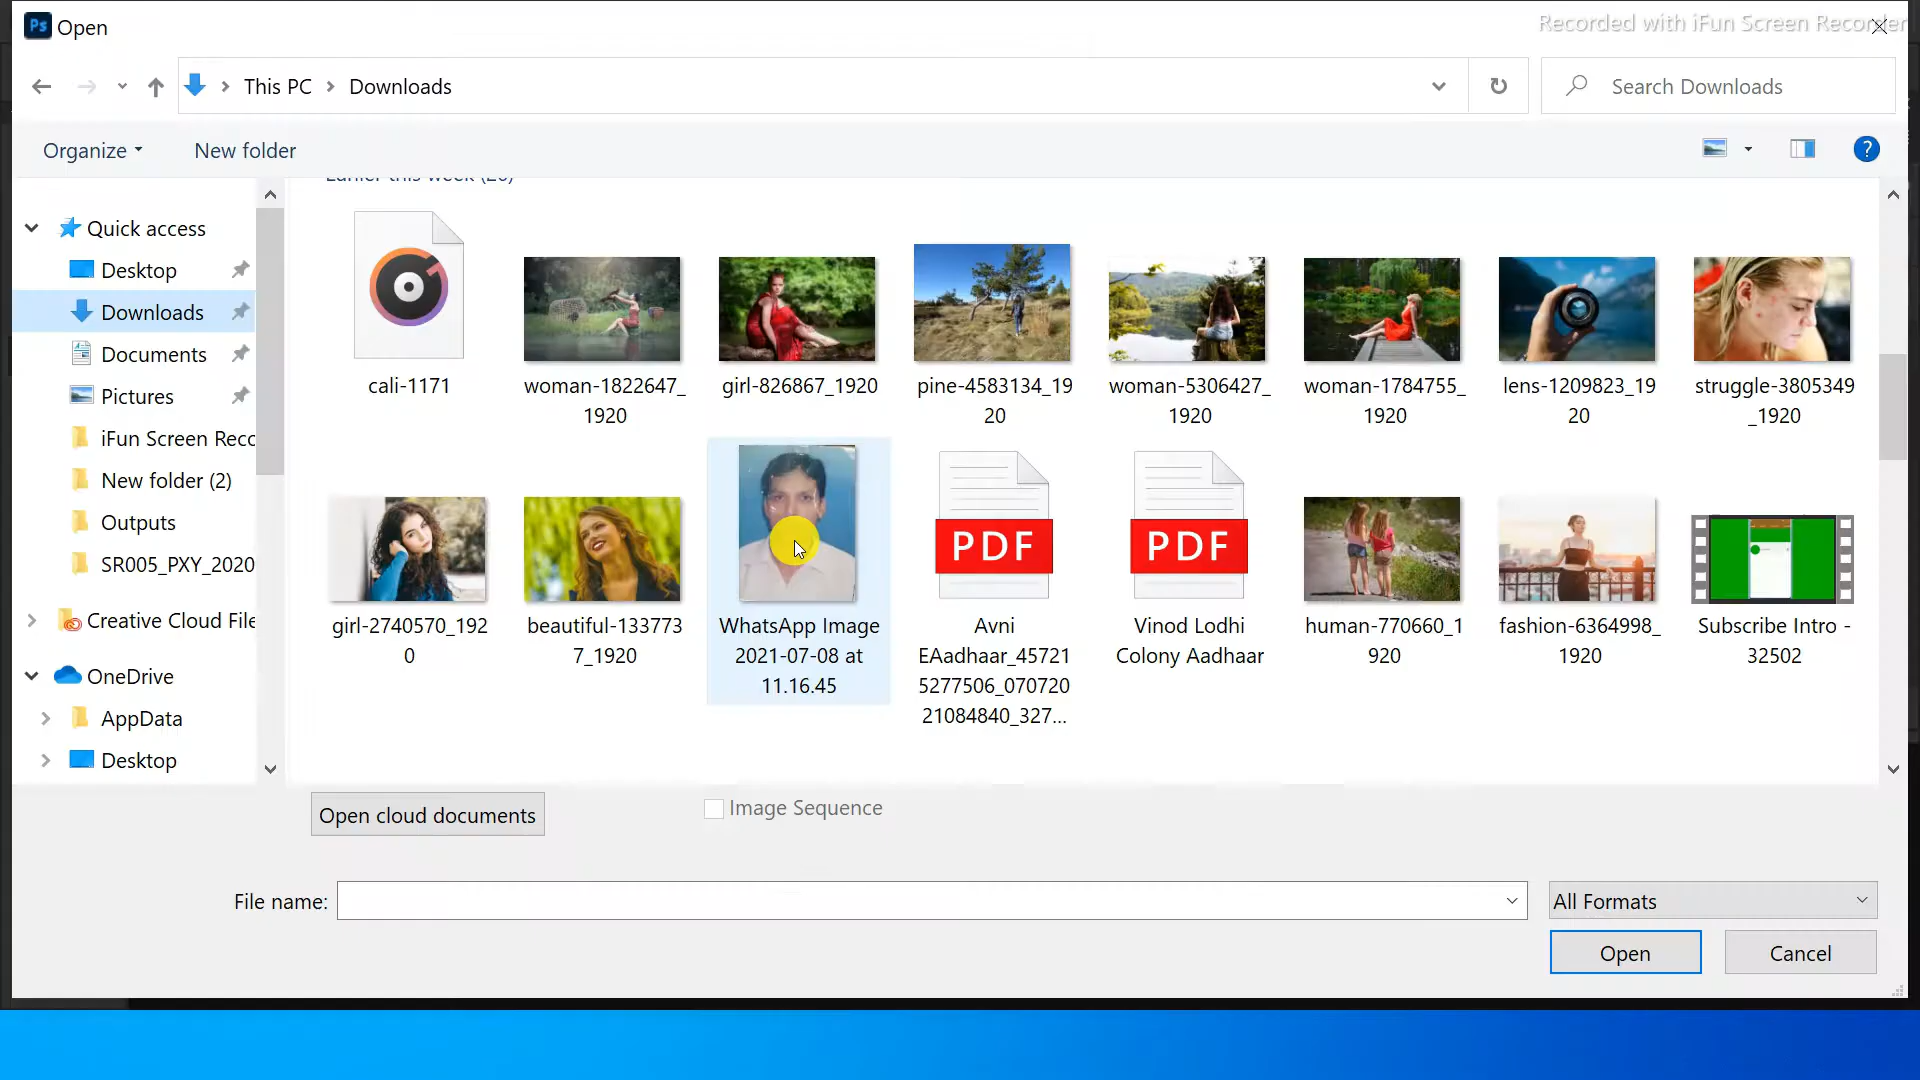 Ps Open
Recorded with iFun Screen Recorder
This PC > Downloads
Search Downloads
Organize
New folder
?
Earlier this week (26)
Quick access
Desktop
Downloads
Documents
Pictures
iFun Screen Reco
New folder (2)
Outputs
SR005_PXY_2020
Creative Cloud File
OneDrive
AppData
Desktop
cali-1171
woman-1822647_
1920
girl-826867_1920
pine-4583134_19
20
woman-5306427_
1920
woman-1784755_
1920
lens-1209823_19
20
struggle-3805349
_1920
PDF
PDF
girl-2740570_192
0
beautiful-133773
7_1920
WhatsApp Image
2021-07-08 at
11.16.45
Avni
EAadhaar_45721
5277506_070720
21084840_327...
Vinod Lodhi
Colony Aadhaar
human-770660_1
920
fashion-6364998_
1920
Subscribe Intro -
32502
Open cloud documents
Image Sequence
File name:
All Formats
Open
Cancel